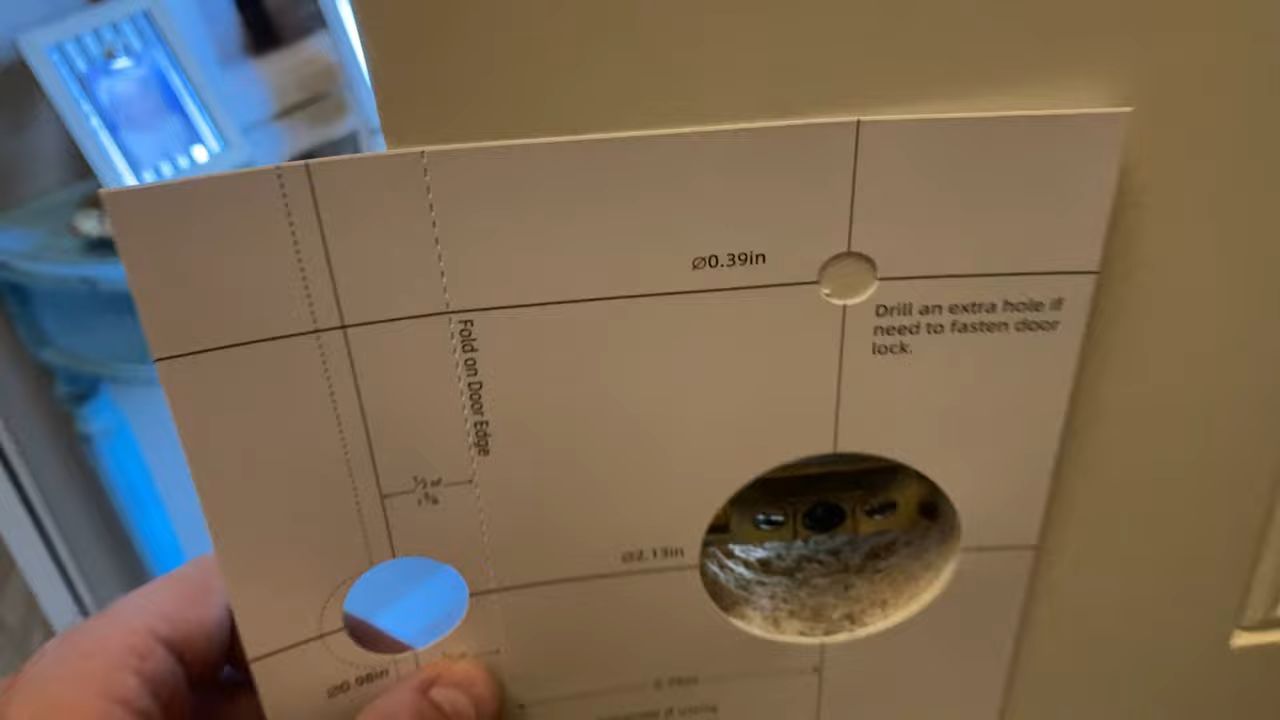 Ø0.39in
Drill an extra hole if
need to fasten door
lock.
Fold on Door Edge
Ø2.13in
Ø0.98in